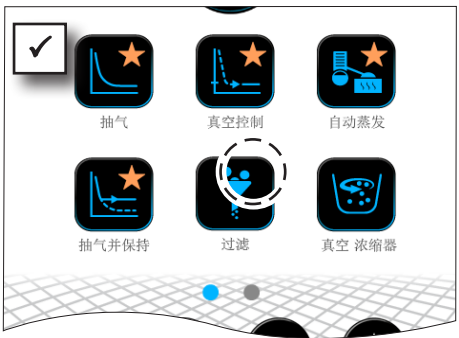 抽气
真空控制
自动蒸发
抽气并保持
过滤
真空 浓缩器